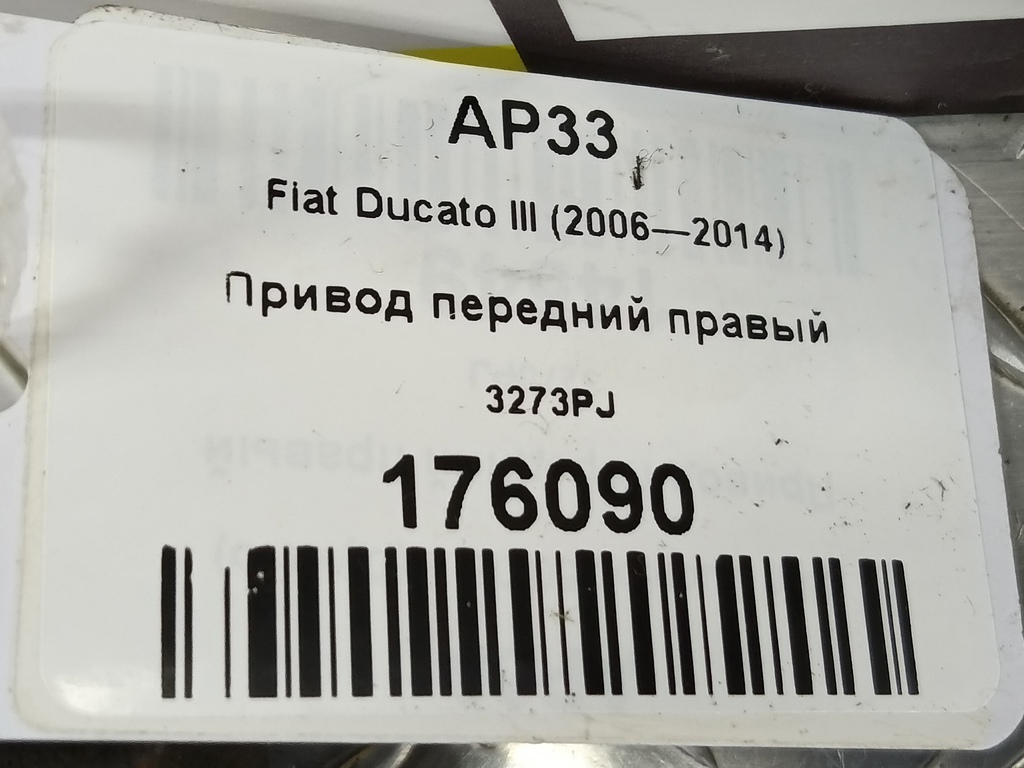 AP33
Fiat Ducato III (2006—2014)
Привод передний правый
3273PJ
176090